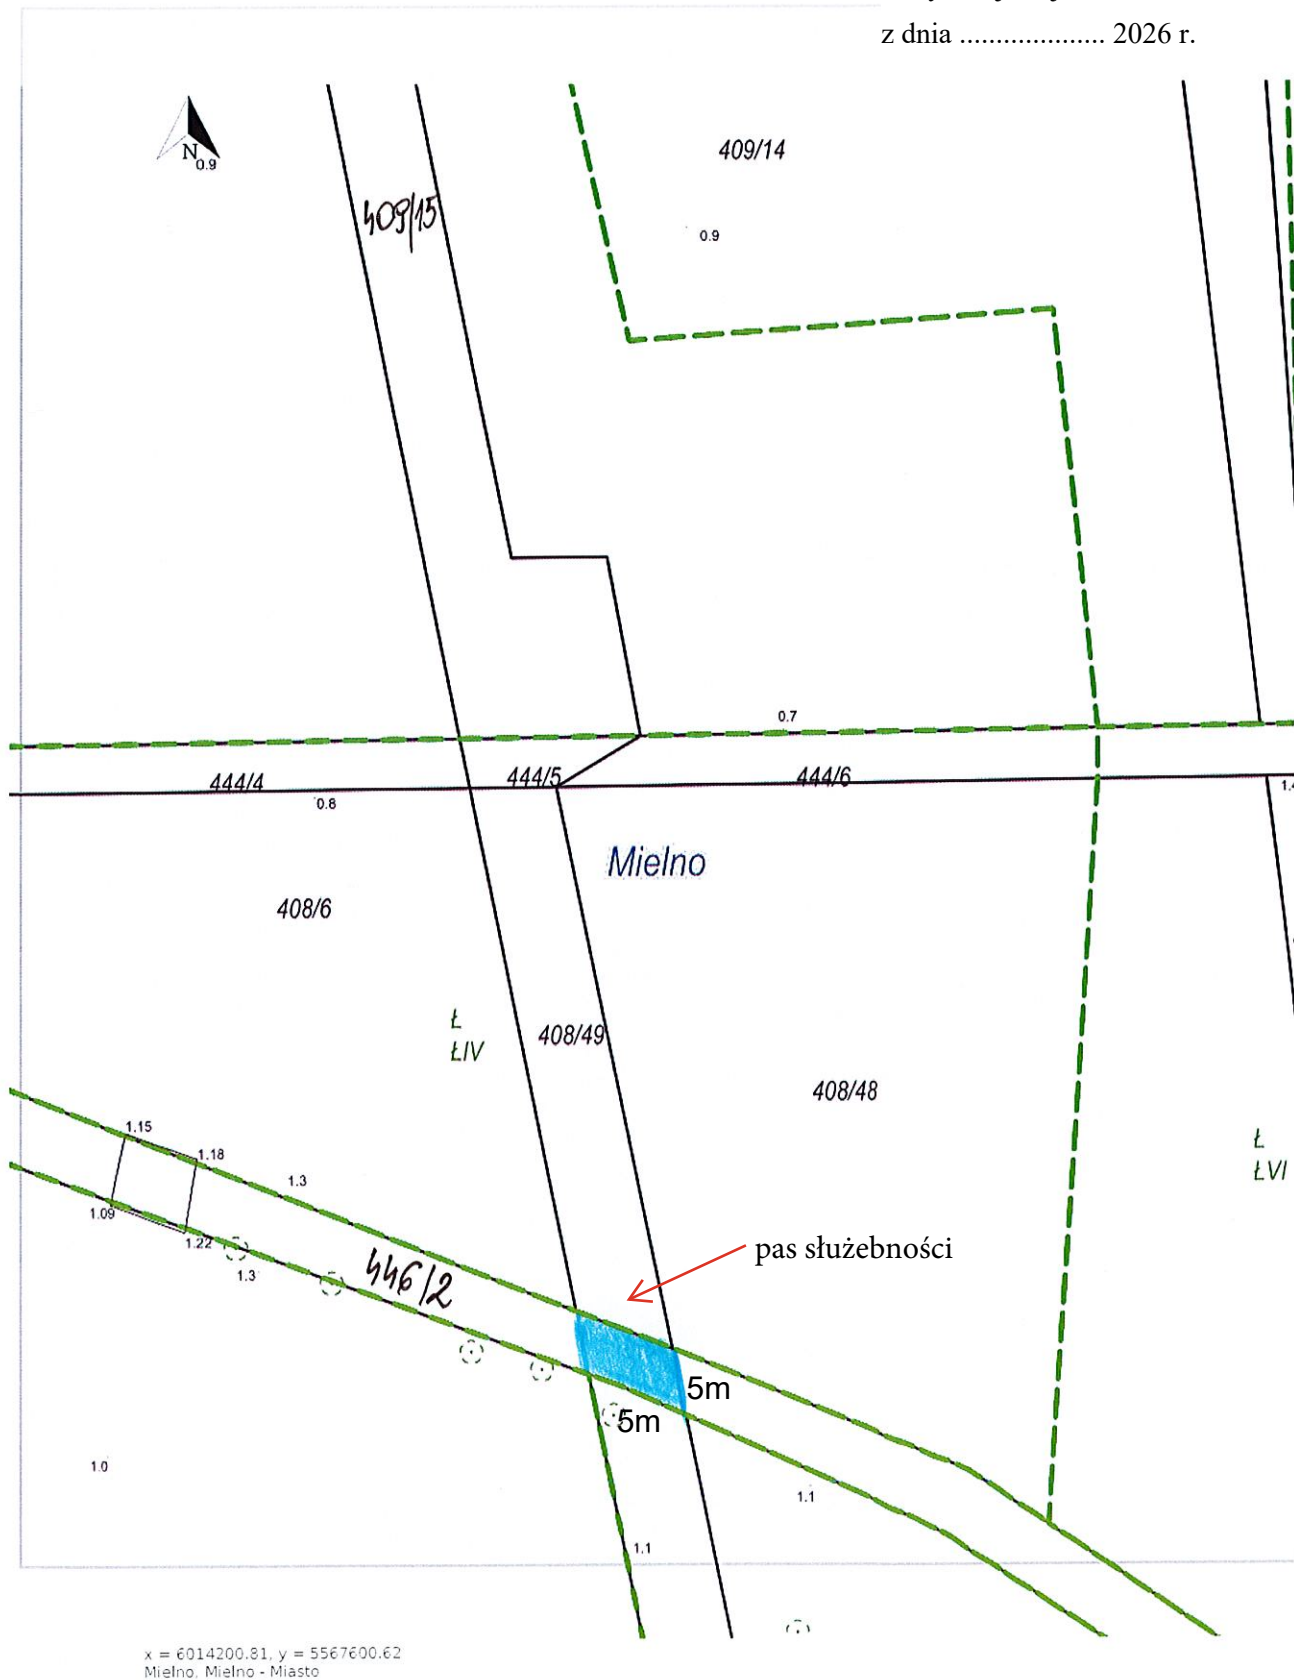 z dnia ................... 2026 r.
N
0.9
409/14
409/15
0.9
0.7
444/4
444/5
444/6
0.8
1.4
Mielno
408/6
Ł
ŁIV
408/49
408/48
Ł
ŁVI
1.15
1.18
1.3
1.09
1.22
1.3
446/2
pas służebności
5m
5m
1.0
1.1
1.1
x = 6014200.81, y = 5567600.62
Mielno, Mielno - Miasto